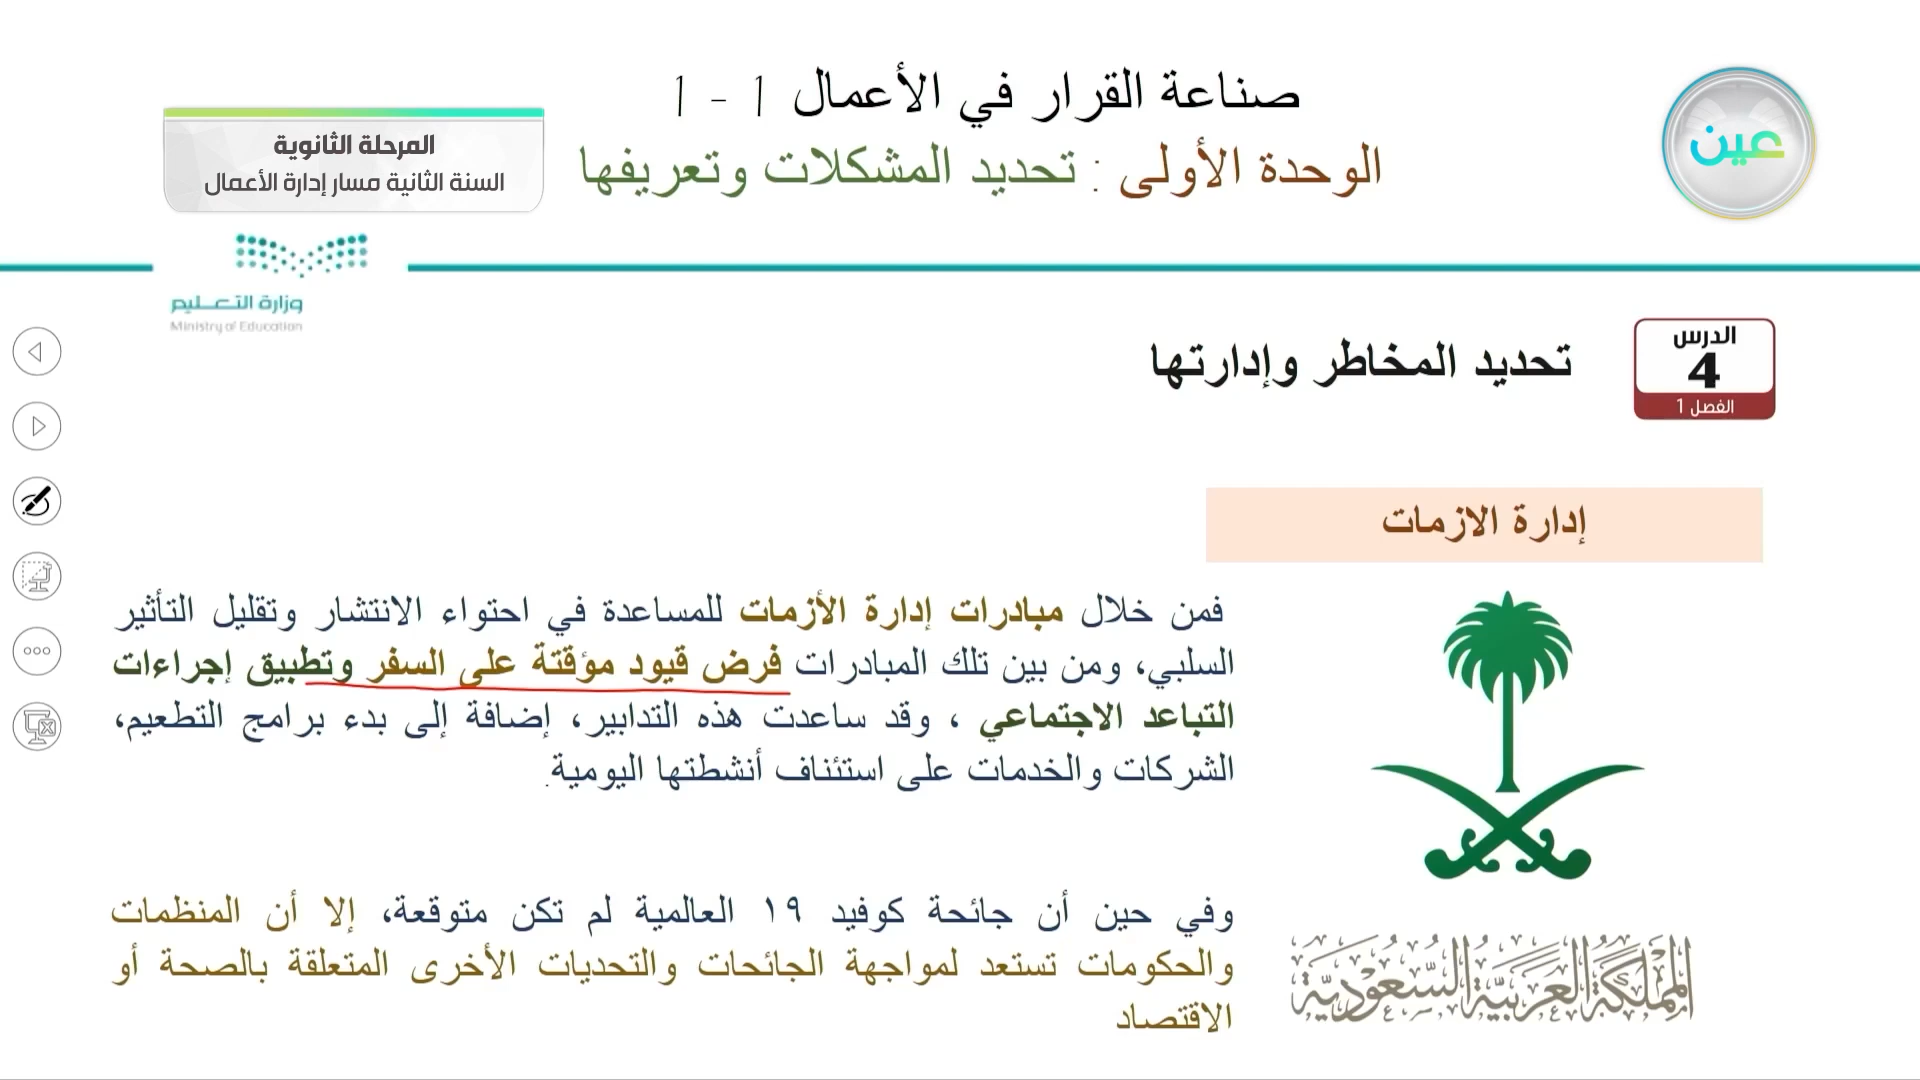 صناعة القرار في الأعمال 1 - 1
الوحدة الأولى : تحديد المشكلات وتعريفها
المرحلة الثانوية
السنة الثانية مسار إدارة الأعمال
عين
وزارة التعليم
Ministry of Education
الدرس
4
الفصل 1
تحديد المخاطر وإدارتها
إدارة الازمات
فمن خلال مبادرات إدارة الأزمات للمساعدة في احتواء الانتشار وتقليل التأثير
السلبي، ومن بين تلك المبادرات فرض قيود مؤقتة على السفر وتطبيق إجراءات
التباعد الاجتماعي ، وقد ساعدت هذه التدابير، إضافة إلى بدء برامج التطعيم،
الشركات والخدمات على استئناف أنشطتها اليومية.
وفي حين أن جائحة كوفيد ١٩ العالمية لم تكن متوقعة، إلا أن المنظمات
والحكومات تستعد لمواجهة الجائحات والتحديات الأخرى المتعلقة بالصحة أو
الاقتصاد
المملكة العربية السعودية